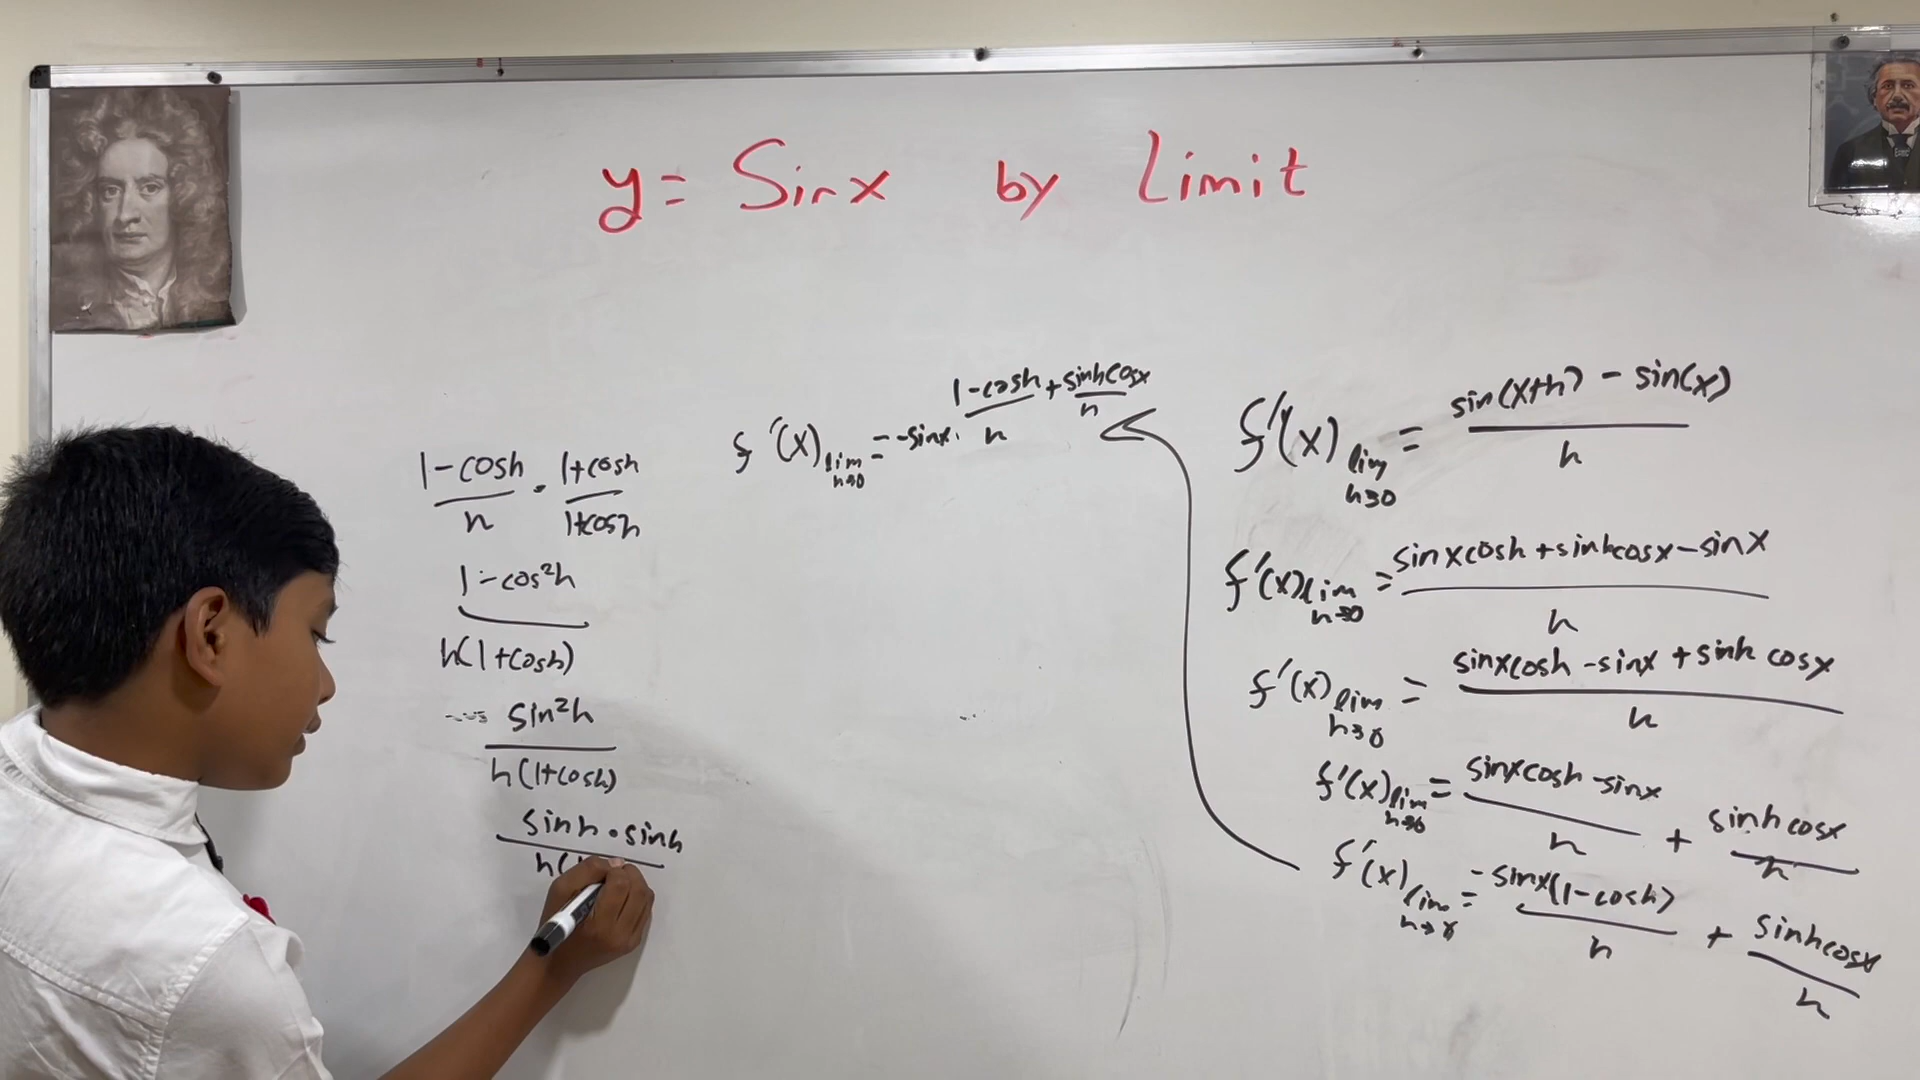 y = Sinx by Limit
f'(x) lim h→0 = sin(x+h) - sin(x) / h
f'(x) lim h→0 = sinxcosh + sinhcosx - sinx / h
f'(x) lim h→0 = sinxcosh - sinx + sinh cosx / h
f'(x) lim h→0 = sinxcosh - sinx / h + sinhcosx / h
f'(x) lim h→0 = -sinx(1-cosh) / h + sinhcosx / h
f'(x) lim h→0 = -sinx · 1-cosh / h + sinhcosx / h
1-cosh / h · 1+cosh / 1+cosh
1-cos²h / h(1+cosh)
sin²h / h(1+cosh)
sinh · sinh / h(1